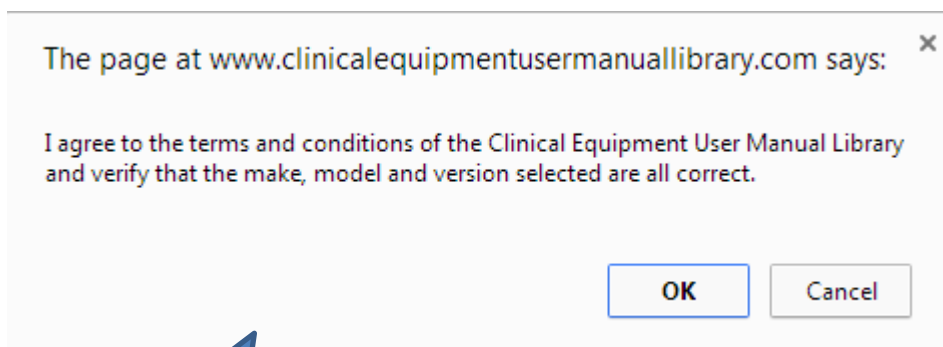 The page at www.clinicalequipmentusermanuallibrary.com says:
I agree to the terms and conditions of the Clinical Equipment User Manual Library
and verify that the make, model and version selected are all correct.
OK Cancel